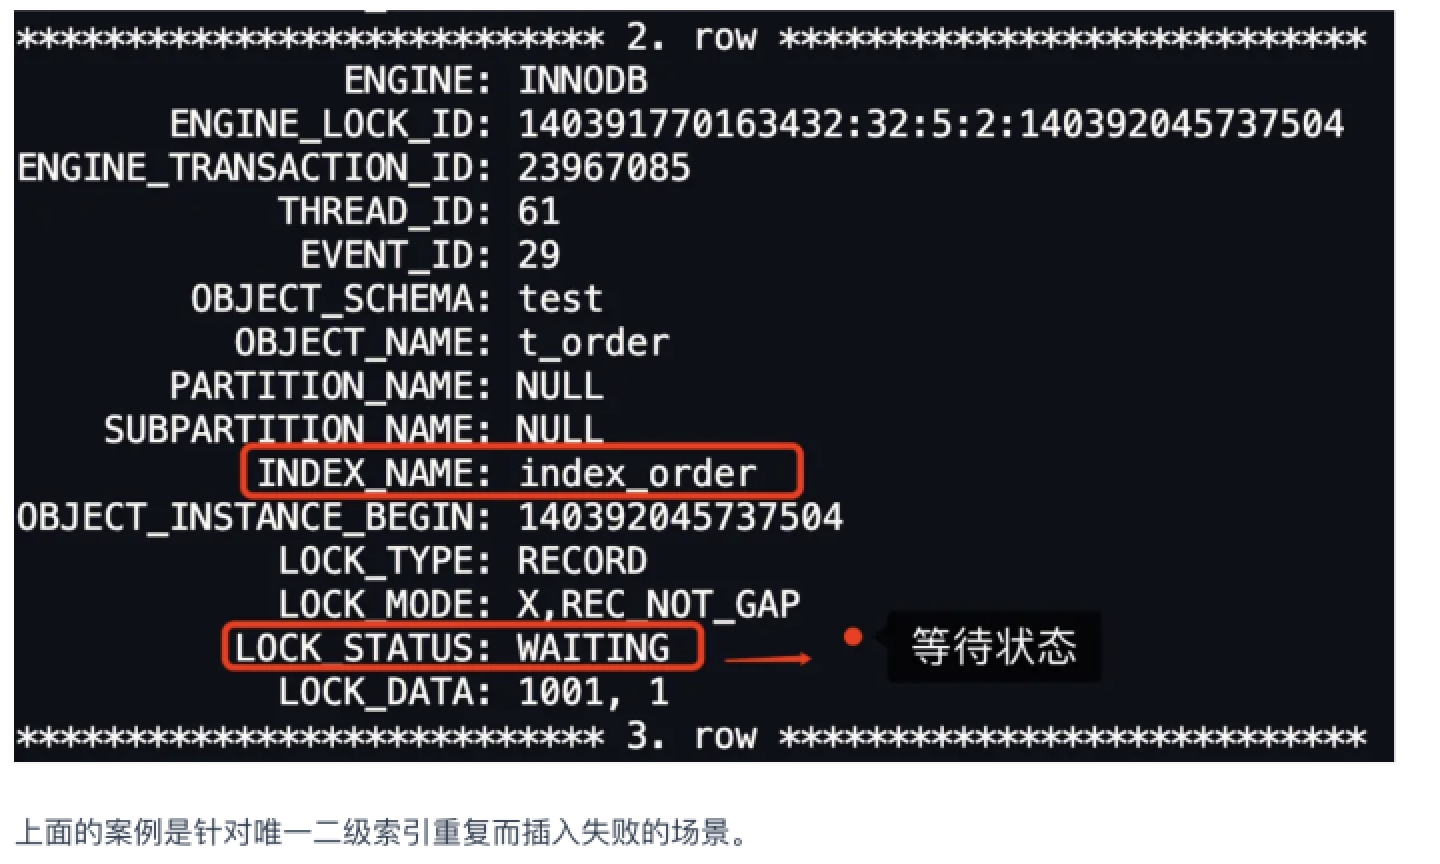 *************************** 2. row ***************************
ENGINE: INNODB
ENGINE_LOCK_ID: 140391770163432:32:5:2:140392045737504
ENGINE_TRANSACTION_ID: 23967085
THREAD_ID: 61
EVENT_ID: 29
OBJECT_SCHEMA: test
OBJECT_NAME: t_order
PARTITION_NAME: NULL
SUBPARTITION_NAME: NULL
INDEX_NAME: index_order
OBJECT_INSTANCE_BEGIN: 140392045737504
LOCK_TYPE: RECORD
LOCK_MODE: X,REC_NOT_GAP
LOCK_STATUS: WAITING 等待状态
LOCK_DATA: 1001, 1
*************************** 3. row ***************************
上面的案例是针对唯一二级索引重复而插入失败的场景。